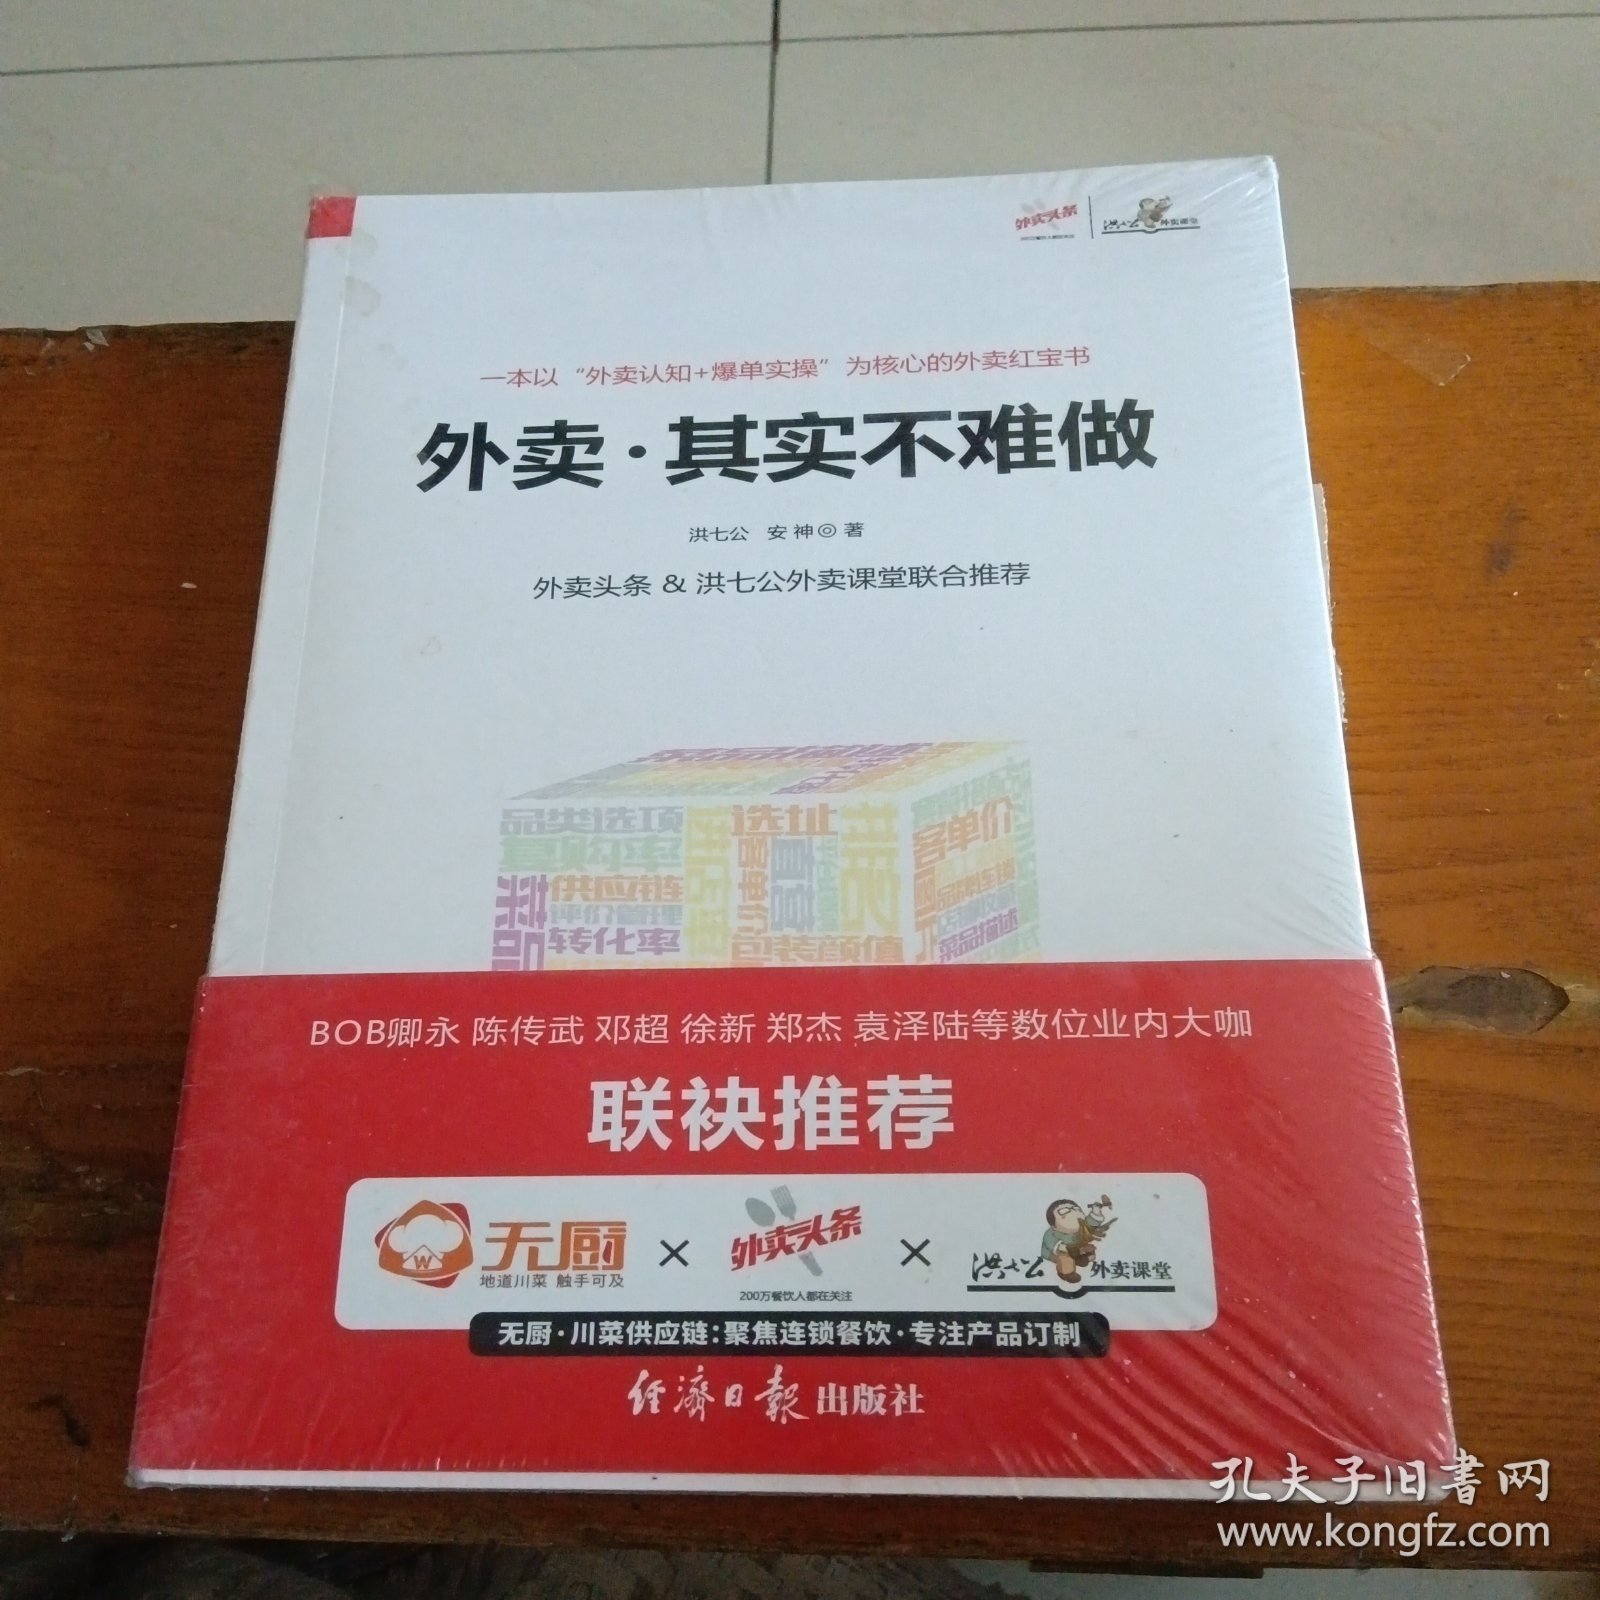 外卖头条 洪七公 外卖课堂
一本以“外卖认知+爆单实操”为核心的外卖红宝书
外卖·其实不难做
洪七公 安神◎著
外卖头条 & 洪七公外卖课堂联合推荐
品类选项
复购率
供应链
评价管理
转化率
菜品
选址
包装颜值
客单价
菜品描述
BOB卿永 陈传武 邓超 徐新 郑杰 袁泽陆等数位业内大咖
联袂推荐
无厨 × 外卖头条 × 洪七公 外卖课堂
地道川菜 触手可及 200万餐饮人都在关注
无厨·川菜供应链:聚焦连锁餐饮·专注产品订制
經濟日報出版社
孔夫子旧書网
www.kongfz.com